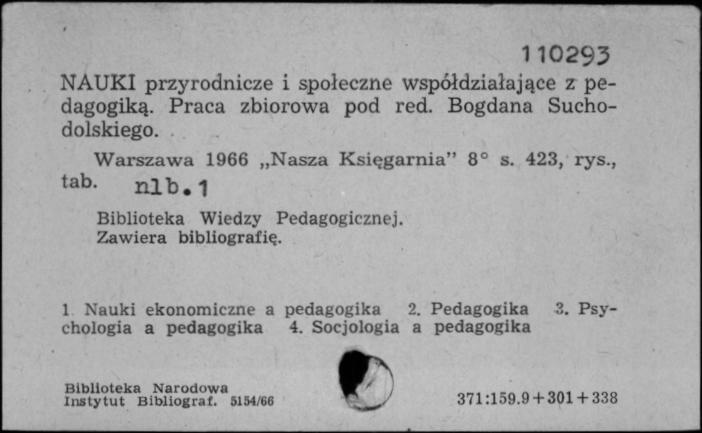 110293
NAUKI przyrodnicze i społeczne współdziałające z pe-
dagogiką. Praca zbiorowa pod red. Bogdana Sucho-
dolskiego.
Warszawa 1966 „Nasza Księgarnia” 8° s. 423, rys.,
tab. nlb.1
Biblioteka Wiedzy Pedagogicznej.
Zawiera bibliografię.
1. Nauki ekonomiczne a pedagogika 2. Pedagogika 3. Psy-
chologia a pedagogika 4. Socjologia a pedagogika
Biblioteka Narodowa
Instytut Bibliograf. 5154/66 371:159.9+301+338